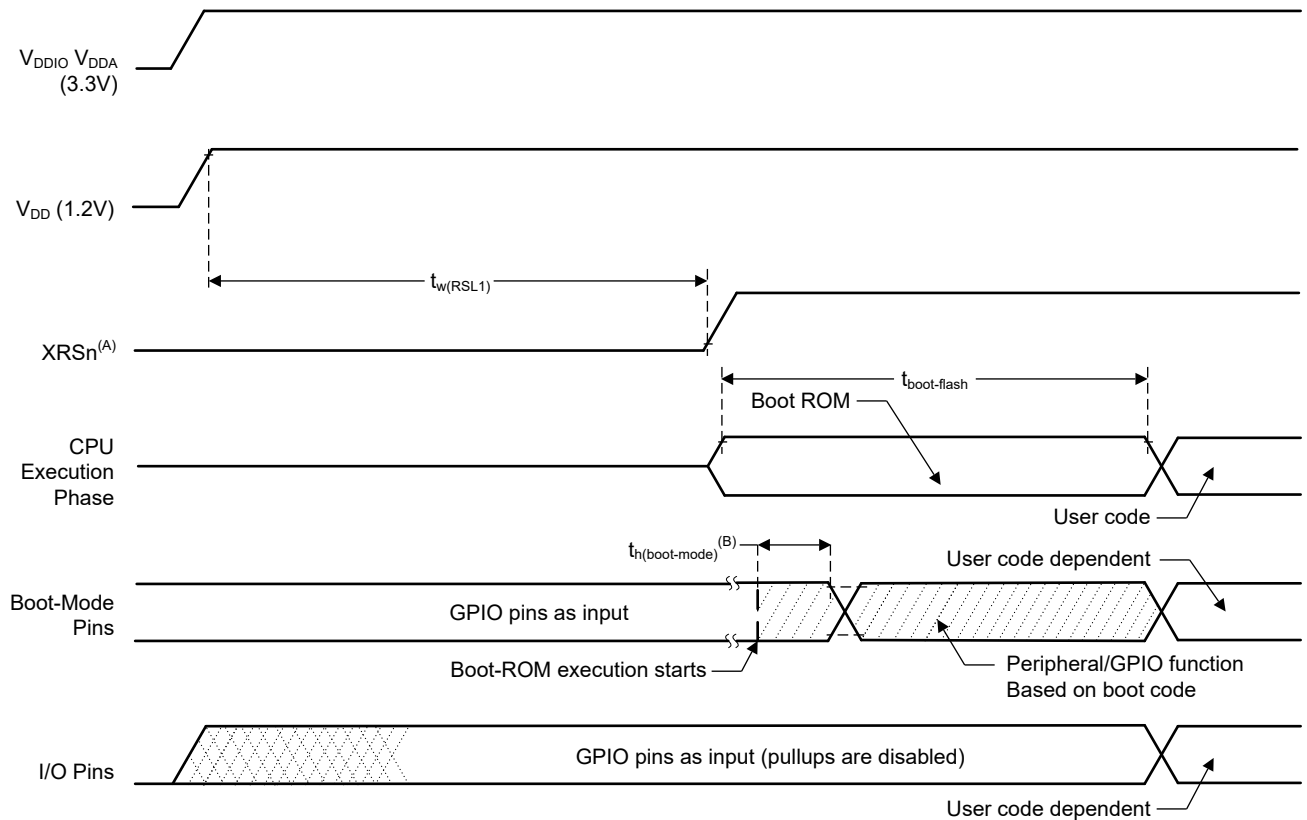 VDDIO VDDA
(3.3V)
VDD (1.2V)
tw(RSL1)
XRSn(A)
tboot-flash
Boot ROM
CPU
Execution
Phase
User code
th(boot-mode)(B)
User code dependent
Boot-Mode
Pins
GPIO pins as input
Boot-ROM execution starts
Peripheral/GPIO function
Based on boot code
I/O Pins
GPIO pins as input (pullups are disabled)
User code dependent